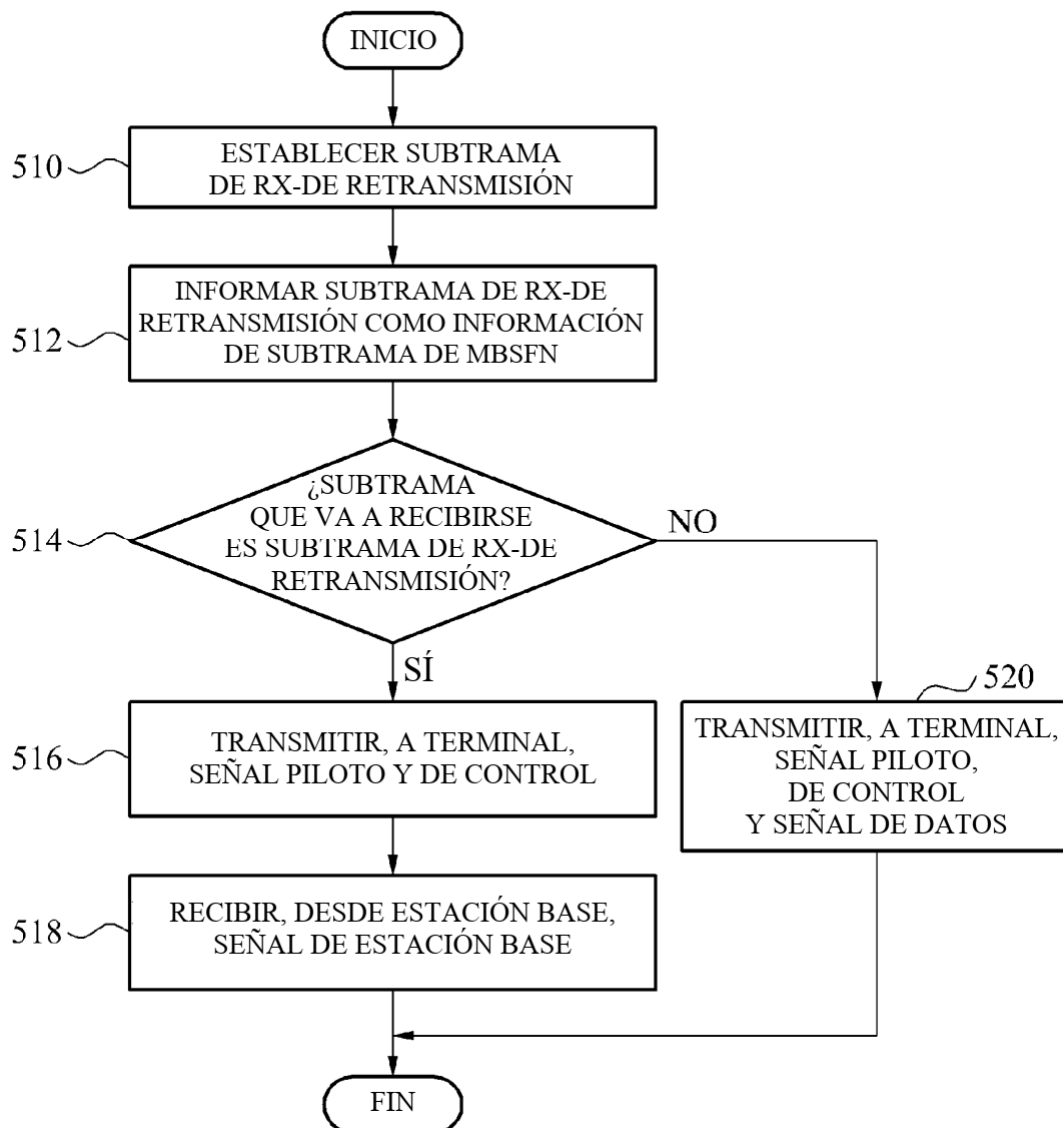 INICIO
510
ESTABLECER SUBTRAMA
DE RX-DE RETRANSMISIÓN
512
INFORMAR SUBTRAMA DE RX-DE
RETRANSMISIÓN COMO INFORMACIÓN
DE SUBTRAMA DE MBSFN
514
¿SUBTRAMA
QUE VA A RECIBIRSE
ES SUBTRAMA DE RX-DE
RETRANSMISIÓN?
NO
SÍ
516
TRANSMITIR, A TERMINAL,
SEÑAL PILOTO Y DE CONTROL
520
TRANSMITIR, A TERMINAL,
SEÑAL PILOTO,
DE CONTROL
Y SEÑAL DE DATOS
518
RECIBIR, DESDE ESTACIÓN BASE,
SEÑAL DE ESTACIÓN BASE
FIN